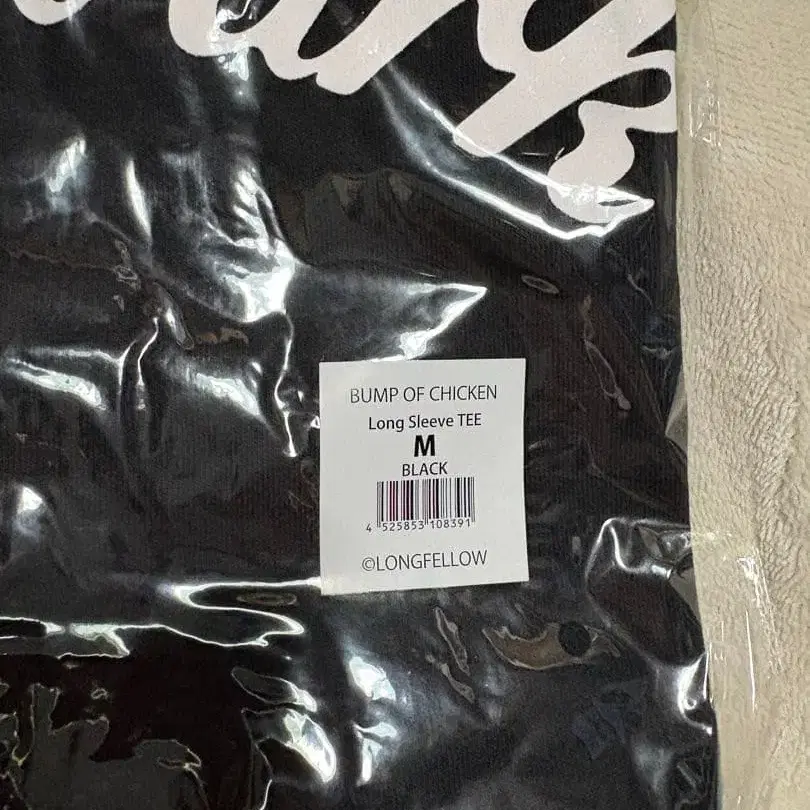 BUMP OF CHICKEN
Long Sleeve TEE
M
BLACK
4 525853 108391
©LONGFELLOW